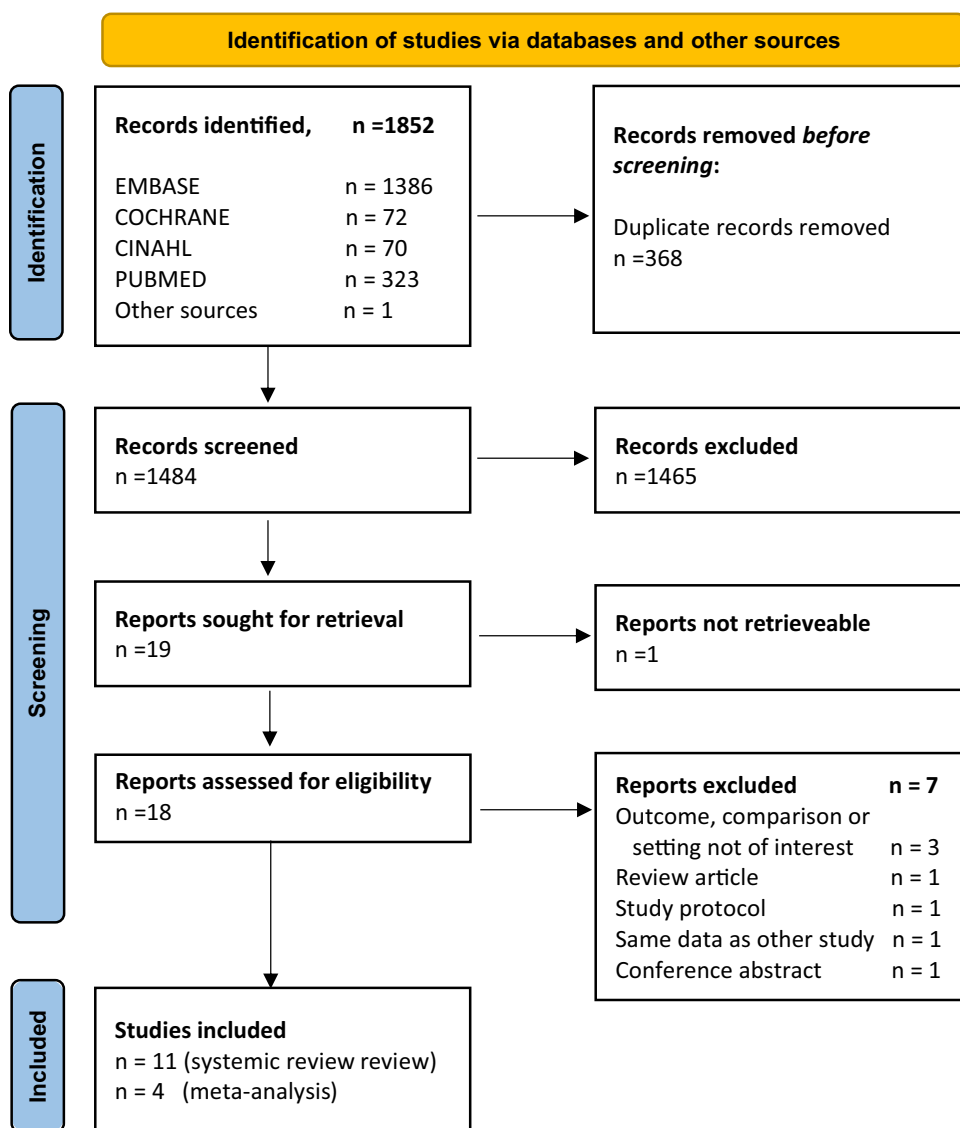 Identification of studies via databases and other sources
Identification
Records identified, n =1852
EMBASE n = 1386
COCHRANE n = 72
CINAHL n = 70
PUBMED n = 323
Other sources n = 1
Records removed before
screening:
Duplicate records removed
n =368
Screening
Records screened
n =1484
Records excluded
n =1465
Reports sought for retrieval
n =19
Reports not retrieveable
n =1
Reports assessed for eligibility
n =18
Reports excluded n = 7
Outcome, comparison or
setting not of interest n = 3
Review article n = 1
Study protocol n = 1
Same data as other study n = 1
Conference abstract n = 1
Included
Studies included
n = 11 (systemic review review)
n = 4 (meta-analysis)